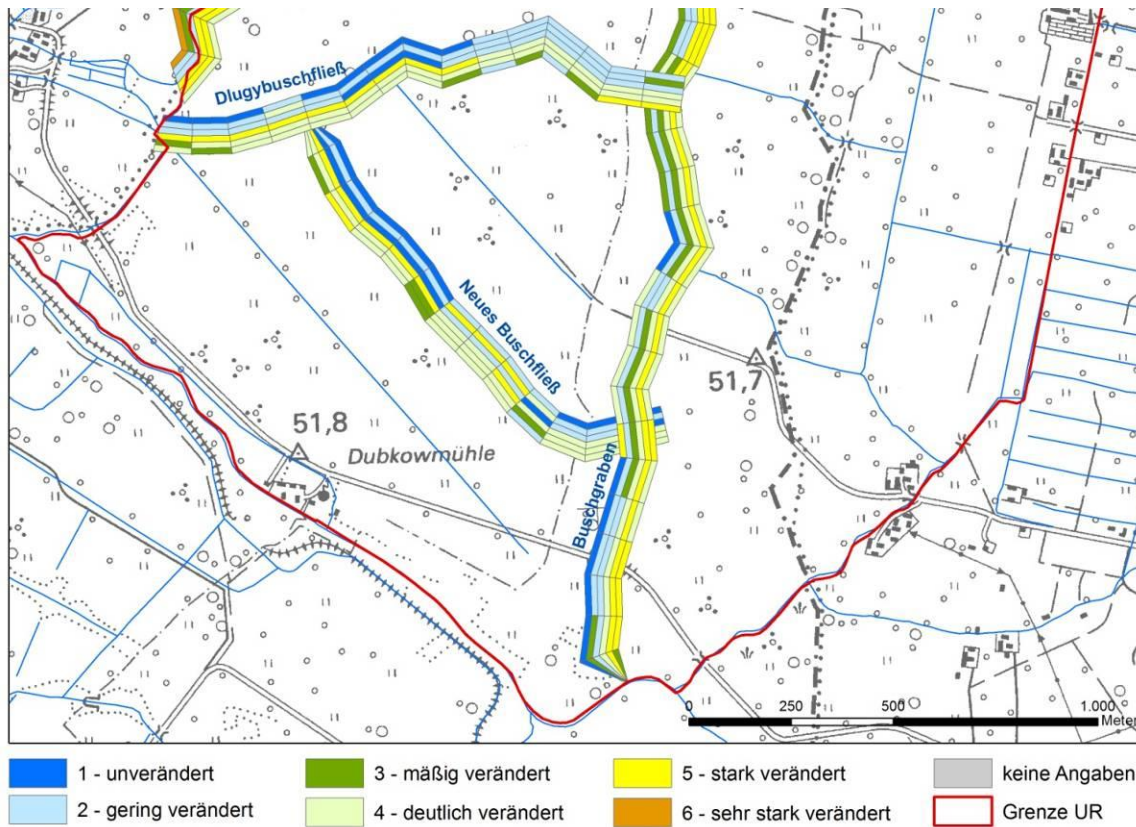 Dlugybuschfließ
Neues Buschfließ
51,7
51,8
Dubkowmühle
Buschgraben
0 250 500 1.000
Meter
1 - unverändert 3 - mäßig verändert 5 - stark verändert keine Angaben
2 - gering verändert 4 - deutlich verändert 6 - sehr stark verändert Grenze UR